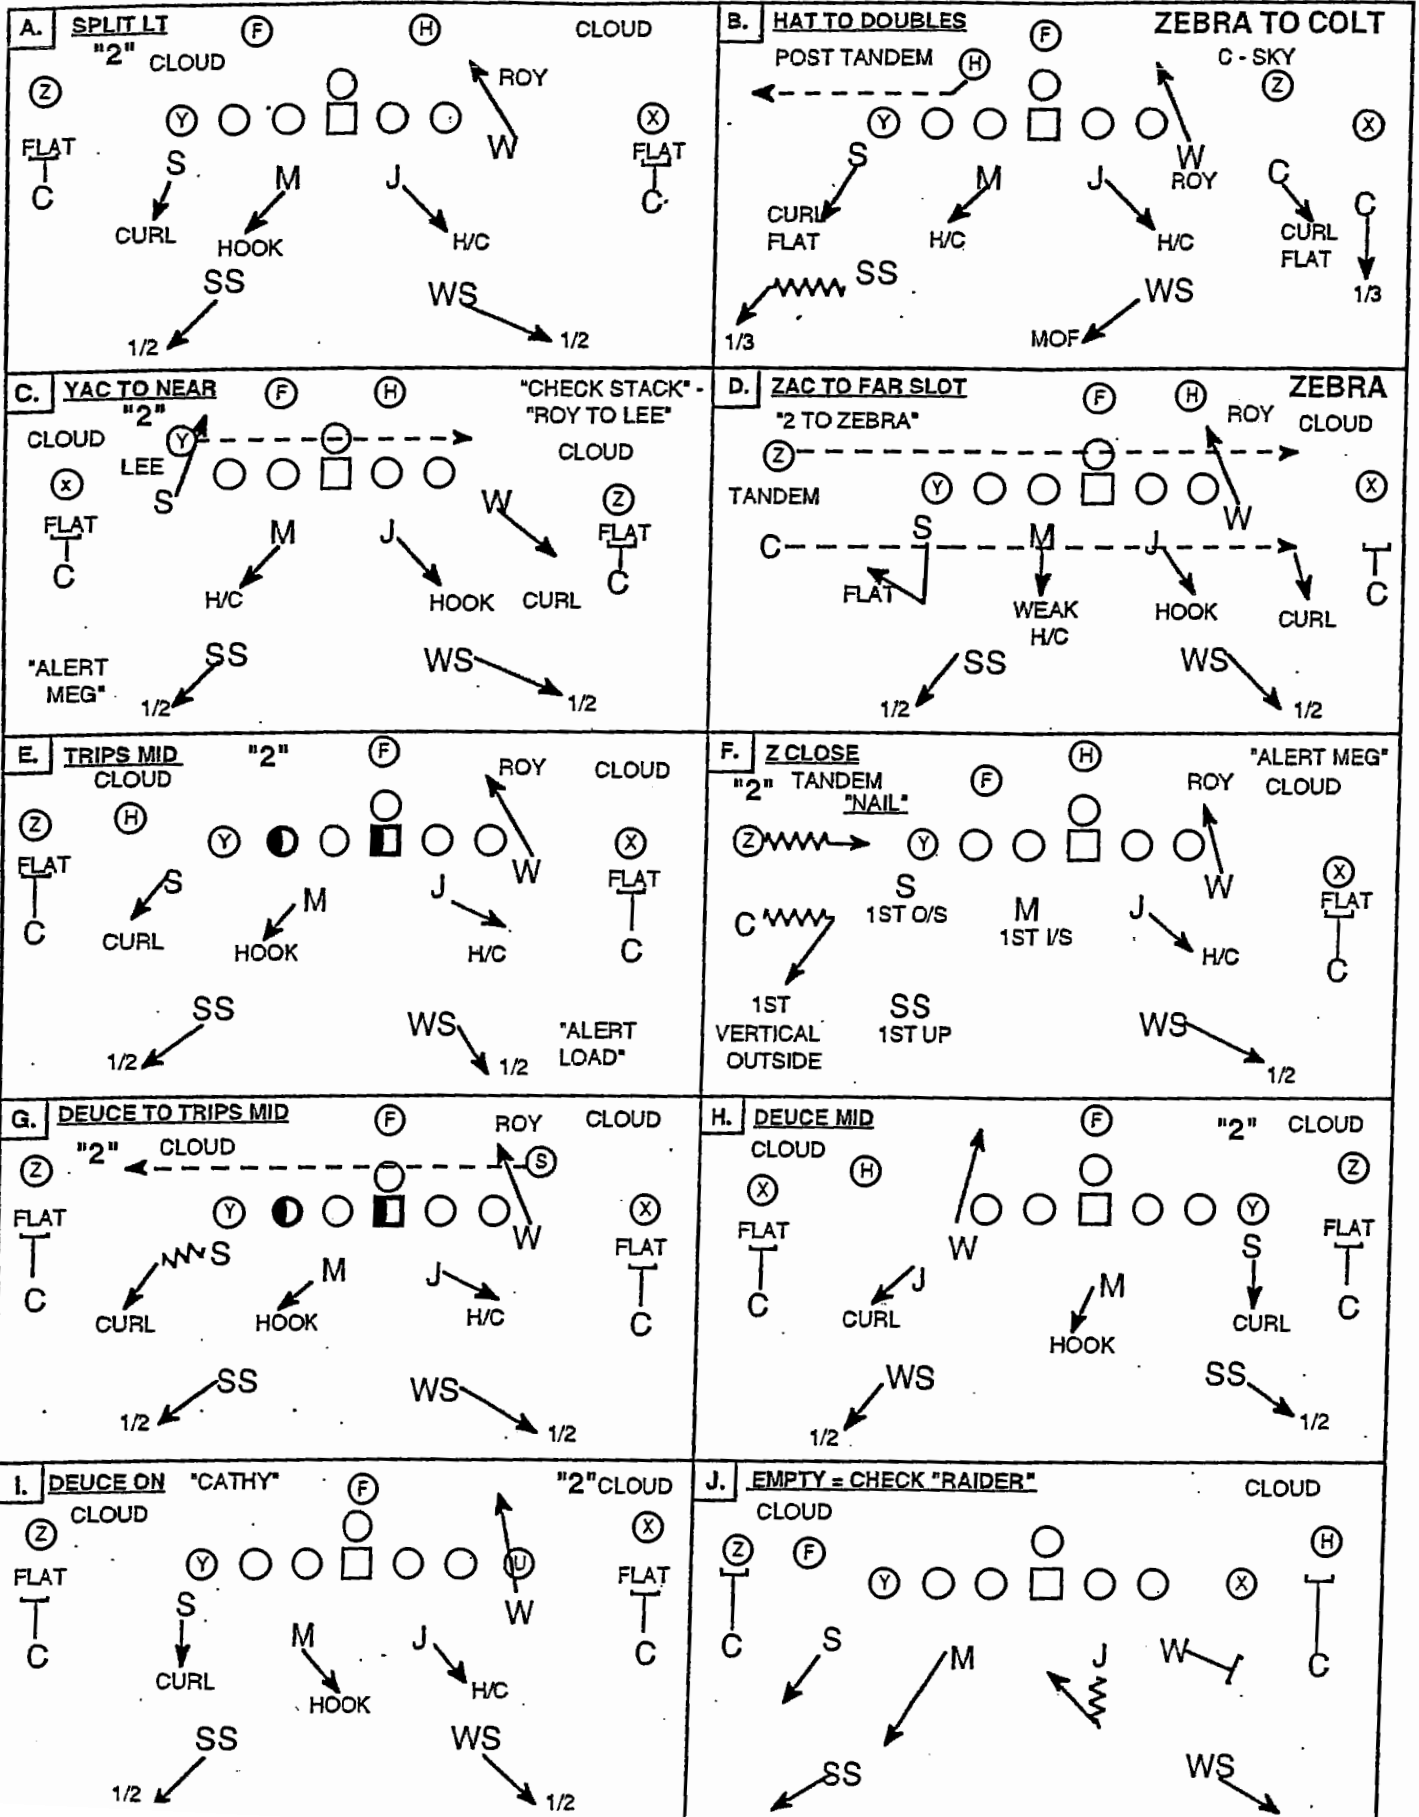 A. SPLIT LT
"2" CLOUD
CLOUD
F H
Z
ROY
Y
X
FLAT
FLAT
W
S M J
C
C
CURL HOOK H/C
SS WS
1/2 1/2
B. HAT TO DOUBLES ZEBRA TO COLT
POST TANDEM
C - SKY
F
H
Z
Y
X
S M J W
ROY
C
C
CURL
FLAT
H/C H/C
CURL
FLAT
SS WS
1/3
1/3 MOF
C. YAC TO NEAR
"2"
F H
"CHECK STACK" -
"ROY TO LEE"
CLOUD
CLOUD
Y
LEE
X
Z
S
W
FLAT
FLAT
M J
C
C
H/C HOOK CURL
SS WS
"ALERT
MEG"
1/2 1/2
D. ZAC TO FAR SLOT ZEBRA
"2 TO ZEBRA"
F H
ROY CLOUD
Z
TANDEM
Y
X
S M J W
C
C
FLAT WEAK
H/C
HOOK CURL
SS WS
1/2 1/2
E. TRIPS MID "2"
CLOUD
F
ROY CLOUD
Z H
Y
X
FLAT
FLAT
S M J W
C
C
CURL HOOK H/C
SS WS
"ALERT
LOAD"
1/2 1/2
F. Z CLOSE
"2" TANDEM
"NAIL"
F H
"ALERT MEG"
ROY CLOUD
Z Y
X
FLAT
S
1ST O/S
M
1ST I/S
J W
C
C
H/C
1ST
VERTICAL
OUTSIDE
SS
1ST UP
WS
1/2
G. DEUCE TO TRIPS MID
"2" CLOUD
F
ROY CLOUD
Z
S
Y
X
FLAT
FLAT
S M J W
C
C
CURL HOOK H/C
SS WS
1/2 1/2
H. DEUCE MID
CLOUD
F
"2" CLOUD
X H
Z
Y
FLAT
FLAT
W J M S
C
C
CURL HOOK CURL
WS SS
1/2 1/2
I. DEUCE ON "CATHY"
CLOUD
F
"2" CLOUD
Z
X
Y U
FLAT
FLAT
S M J W
C
C
CURL HOOK H/C
SS WS
1/2 1/2
J. EMPTY = CHECK "RAIDER"
CLOUD
CLOUD
Z F
H
Y X
C S M J W C
SS WS